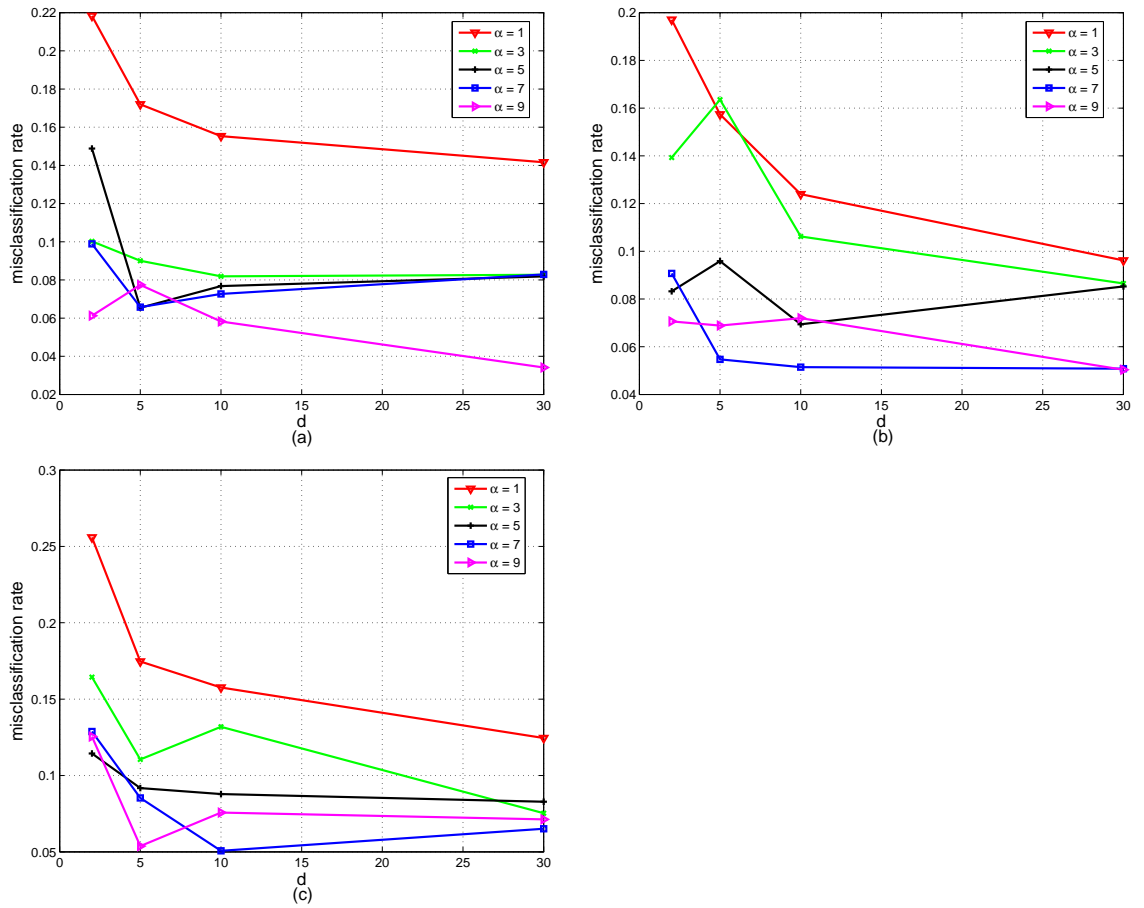 0.22
0.2
0.18
0.16
0.14
0.12
0.1
0.08
0.06
0.04
0.02
misclassification rate
0 5 10 15 20 25 30
d
(a)
α = 1
α = 3
α = 5
α = 7
α = 9
0.2
0.18
0.16
0.14
0.12
0.1
0.08
0.06
0.04
misclassification rate
0 5 10 15 20 25 30
d
(b)
α = 1
α = 3
α = 5
α = 7
α = 9
0.3
0.25
0.2
0.15
0.1
0.05
misclassification rate
0 5 10 15 20 25 30
d
(c)
α = 1
α = 3
α = 5
α = 7
α = 9